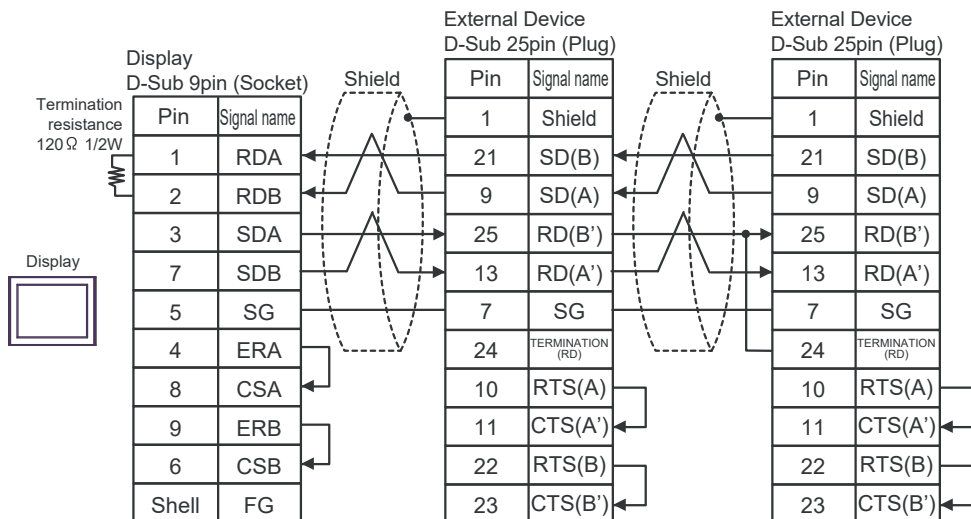 External Device
D-Sub 25pin (Plug)
External Device
D-Sub 25pin (Plug)
Display
D-Sub 9pin (Socket)
Shield
Shield
Termination
resistance
120Ω 1/2W
Pin Signal name
1 RDA
2 RDB
3 SDA
7 SDB
5 SG
4 ERA
8 CSA
9 ERB
6 CSB
Shell FG
Display
Pin Signal name
1 Shield
21 SD(B)
9 SD(A)
25 RD(B’)
13 RD(A’)
7 SG
24 TERMINATION
(RD)
10 RTS(A)
11 CTS(A’)
22 RTS(B)
23 CTS(B’)
Pin Signal name
1 Shield
21 SD(B)
9 SD(A)
25 RD(B’)
13 RD(A’)
7 SG
24 TERMINATION
(RD)
10 RTS(A)
11 CTS(A’)
22 RTS(B)
23 CTS(B’)